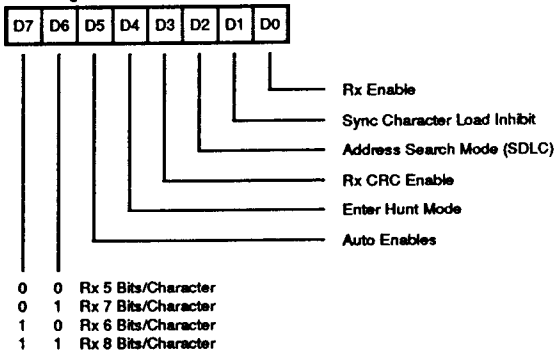 D7 D6 D5 D4 D3 D2 D1 D0
Rx Enable
Sync Character Load Inhibit
Address Search Mode (SDLC)
Rx CRC Enable
Enter Hunt Mode
Auto Enables
0 0 Rx 5 Bits/Character
0 1 Rx 7 Bits/Character
1 0 Rx 6 Bits/Character
1 1 Rx 8 Bits/Character